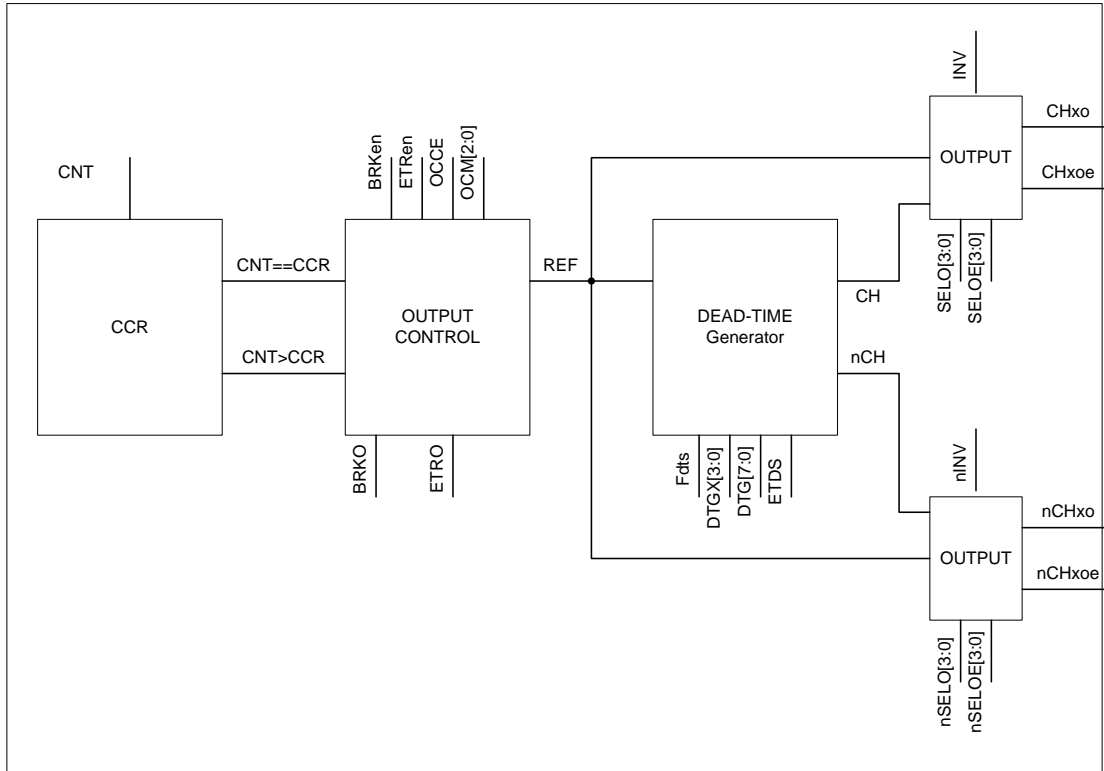 INV
CHxo
OUTPUT
CHxoe
SELO[3:0]
SELOE[3:0]
CNT
BRKen
ETRen
OCCE
OCM[2:0]
CCR
CNT==CCR
CNT>CCR
OUTPUT
CONTROL
BRKO
ETRO
REF
DEAD-TIME
Generator
CH
nCH
Fdts
DTGX[3:0]
DTG[7:0]
ETDS
nINV
nCHxo
OUTPUT
nCHxoe
nSELO[3:0]
nSELOE[3:0]